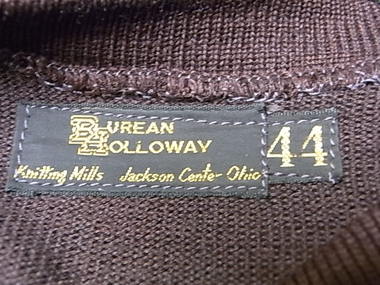 BUREAN
HOLLOWAY
Knitting Mills Jackson Center Ohio
44